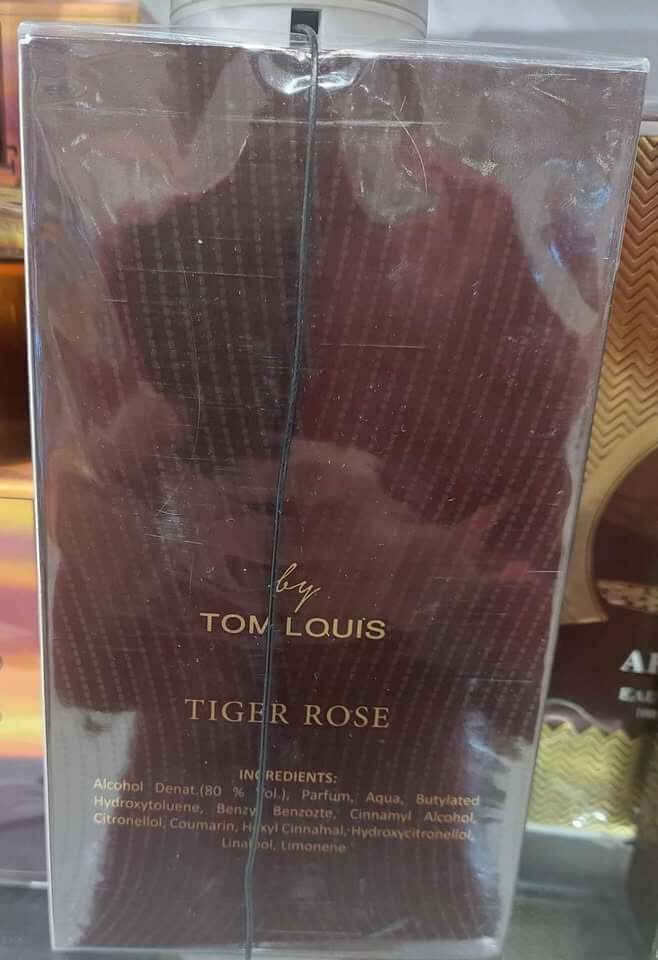 by
TOM LOUIS
TIGER ROSE
INGREDIENTS:
Alcohol Denat.(80 % Vol.), Parfum, Aqua, Butylated
Hydroxytoluene, Benzyl Benzozte, Cinnamyl Alcohol,
Citronellol, Coumarin, Hexyl Cinnahal, Hydroxycitronellol,
Linalool, Limonene